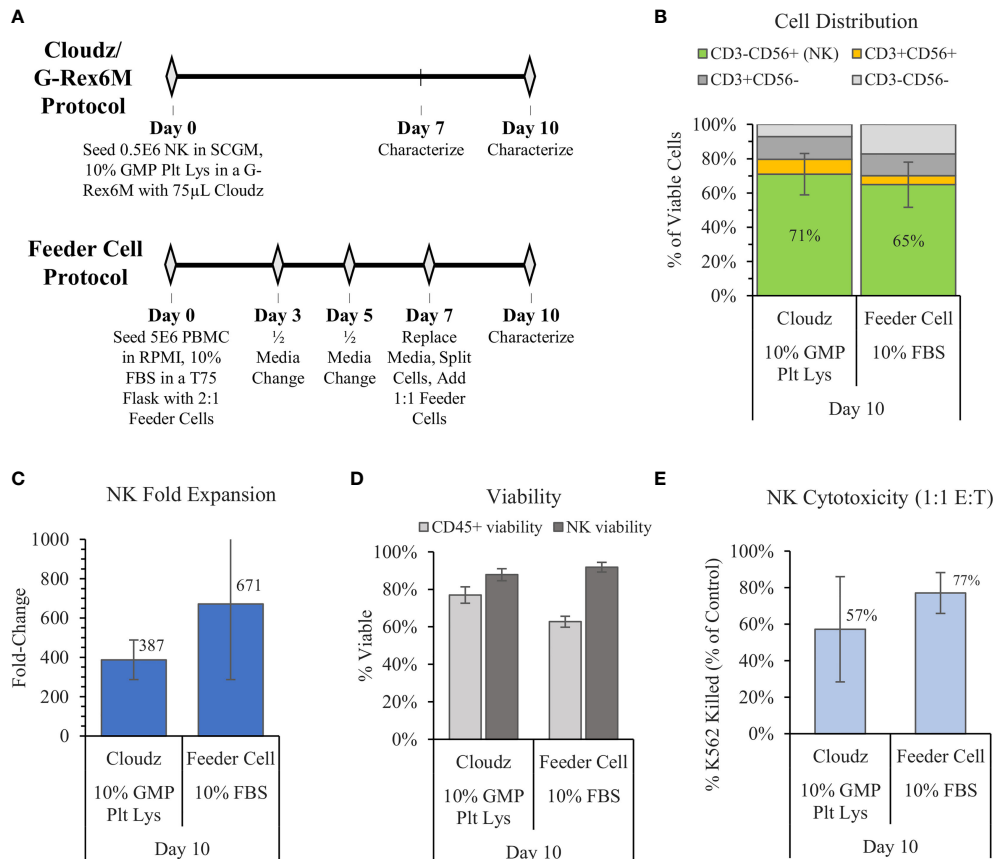 A
Cloudz/
G-Rex6M
Protocol
Day 0
Seed 0.5E6 NK in SCGM,
10% GMP Plt Lys in a G-
Rex6M with 75µL Cloudz
Day 7
Characterize
Day 10
Characterize
Feeder Cell
Protocol
Day 0
Seed 5E6 PBMC
in RPMI, 10%
FBS in a T75
Flask with 2:1
Feeder Cells
Day 3
½
Media
Change
Day 5
½
Media
Change
Day 7
Replace
Media, Split
Cells, Add
1:1 Feeder
Cells
Day 10
Characterize
B
Cell Distribution
CD3-CD56+ (NK)
CD3+CD56+
CD3+CD56-
CD3-CD56-
% of Viable Cells
100%
80%
60%
40%
20%
0%
71%
65%
Cloudz
Feeder Cell
10% GMP
Plt Lys
10% FBS
Day 10
C
NK Fold Expansion
Fold-Change
1000
800
600
400
200
0
387
671
Cloudz
Feeder Cell
10% GMP
Plt Lys
10% FBS
Day 10
D
Viability
CD45+ viability
NK viability
% Viable
100%
80%
60%
40%
20%
0%
Cloudz
Feeder Cell
10% GMP
Plt Lys
10% FBS
Day 10
E
NK Cytotoxicity (1:1 E:T)
% K562 Killed (% of Control)
100%
80%
60%
40%
20%
0%
57%
77%
Cloudz
Feeder Cell
10% GMP
Plt Lys
10% FBS
Day 10